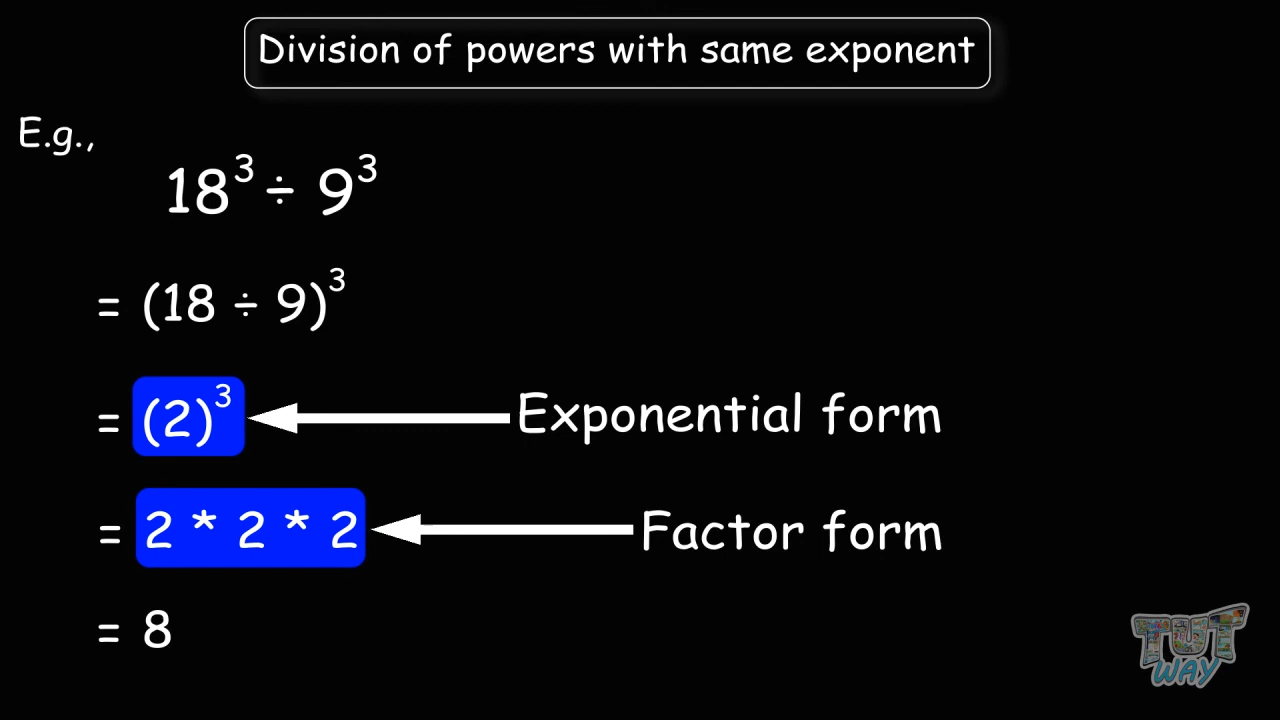 Division of powers with same exponent
E.g.,
18³ ÷ 9³
= (18 ÷ 9)³
= (2)³ Exponential form
= 2 * 2 * 2 Factor form
= 8
TUT
WAY